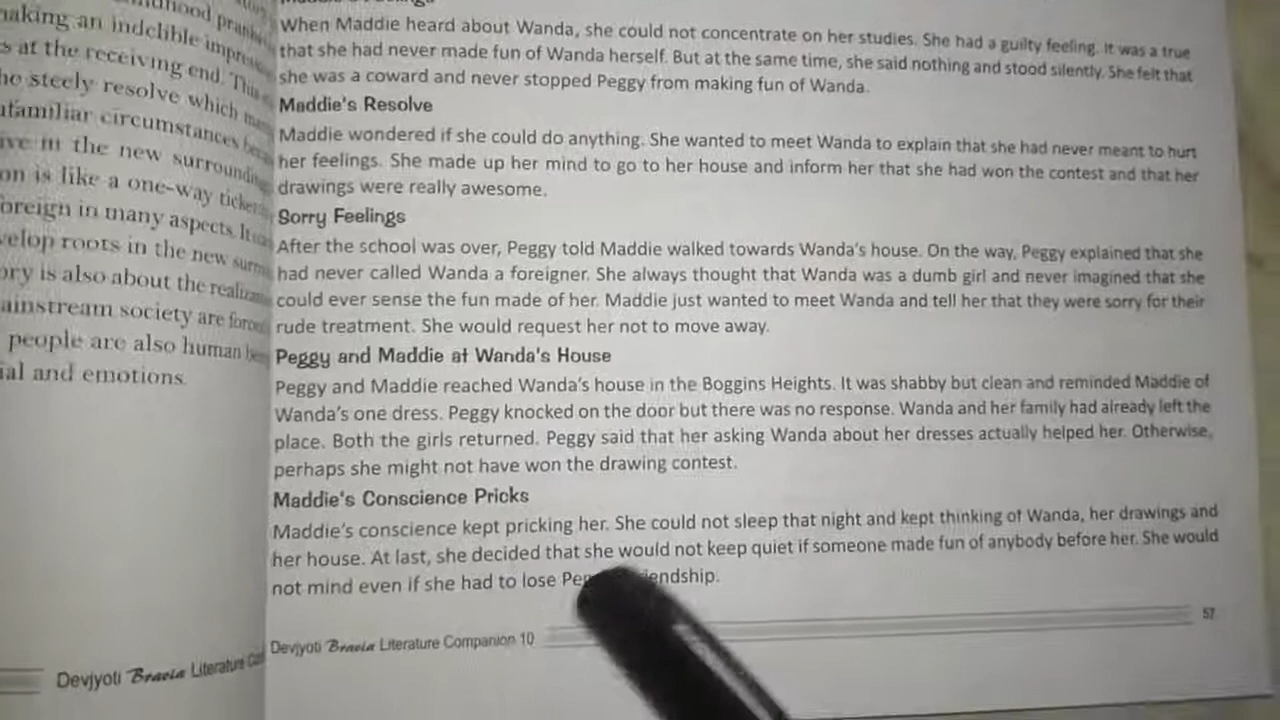 making an indelible
s at the receiving end. This
he steely resolve which
familiar circumstances
ve in the new surrounding
on is like a one-way ticket
oreign in many aspects.
velop roots in the new
ory is also about the
ainstream society are
people are also human
ial and emotions.
Devjyoti Bravia Literature
When Maddie heard about Wanda, she could not concentrate on her studies. She had a guilty feeling. It was a true
that she had never made fun of Wanda herself. But at the same time, she said nothing and stood silently. She felt that
she was a coward and never stopped Peggy from making fun of Wanda.
Maddie's Resolve
Maddie wondered if she could do anything. She wanted to meet Wanda to explain that she had never meant to hurt
her feelings. She made up her mind to go to her house and inform her that she had won the contest and that her
drawings were really awesome.
Sorry Feelings
After the school was over, Peggy told Maddie walked towards Wanda's house. On the way, Peggy explained that she
had never called Wanda a foreigner. She always thought that Wanda was a dumb girl and never imagined that she
could ever sense the fun made of her. Maddie just wanted to meet Wanda and tell her that they were sorry for their
rude treatment. She would request her not to move away.
Peggy and Maddie at Wanda's House
Peggy and Maddie reached Wanda's house in the Boggins Heights. It was shabby but clean and reminded Maddie of
Wanda's one dress. Peggy knocked on the door but there was no response. Wanda and her family had already left the
place. Both the girls returned. Peggy said that her asking Wanda about her dresses actually helped her. Otherwise,
perhaps she might not have won the drawing contest.
Maddie's Conscience Pricks
Maddie's conscience kept pricking her. She could not sleep that night and kept thinking of Wanda, her drawings and
her house. At last, she decided that she would not keep quiet if someone made fun of anybody before her. She would
not mind even if she had to lose
Devjyoti Bravia Literature Companion 10
57